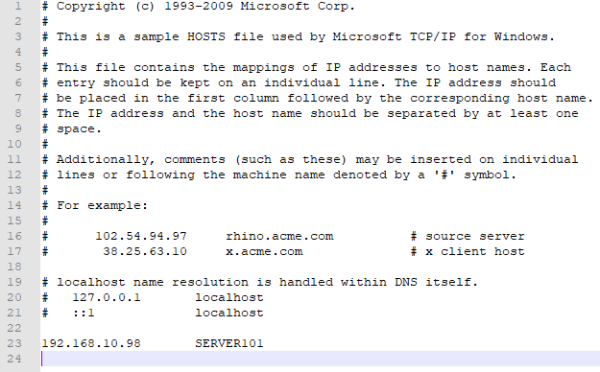 1 # Copyright (c) 1993-2009 Microsoft Corp.
2 #
3 # This is a sample HOSTS file used by Microsoft TCP/IP for Windows.
4 #
5 # This file contains the mappings of IP addresses to host names. Each
6 # entry should be kept on an individual line. The IP address should
7 # be placed in the first column followed by the corresponding host name.
8 # The IP address and the host name should be separated by at least one
9 # space.
10 #
11 # Additionally, comments (such as these) may be inserted on individual
12 # lines or following the machine name denoted by a '#' symbol.
13 #
14 # For example:
15 #
16 #      102.54.94.97     rhino.acme.com          # source server
17 #       38.25.63.10     x.acme.com              # x client host
18
19 # localhost name resolution is handled within DNS itself.
20 #   127.0.0.1       localhost
21 #   ::1             localhost
22
23 192.168.10.98       SERVER101
24